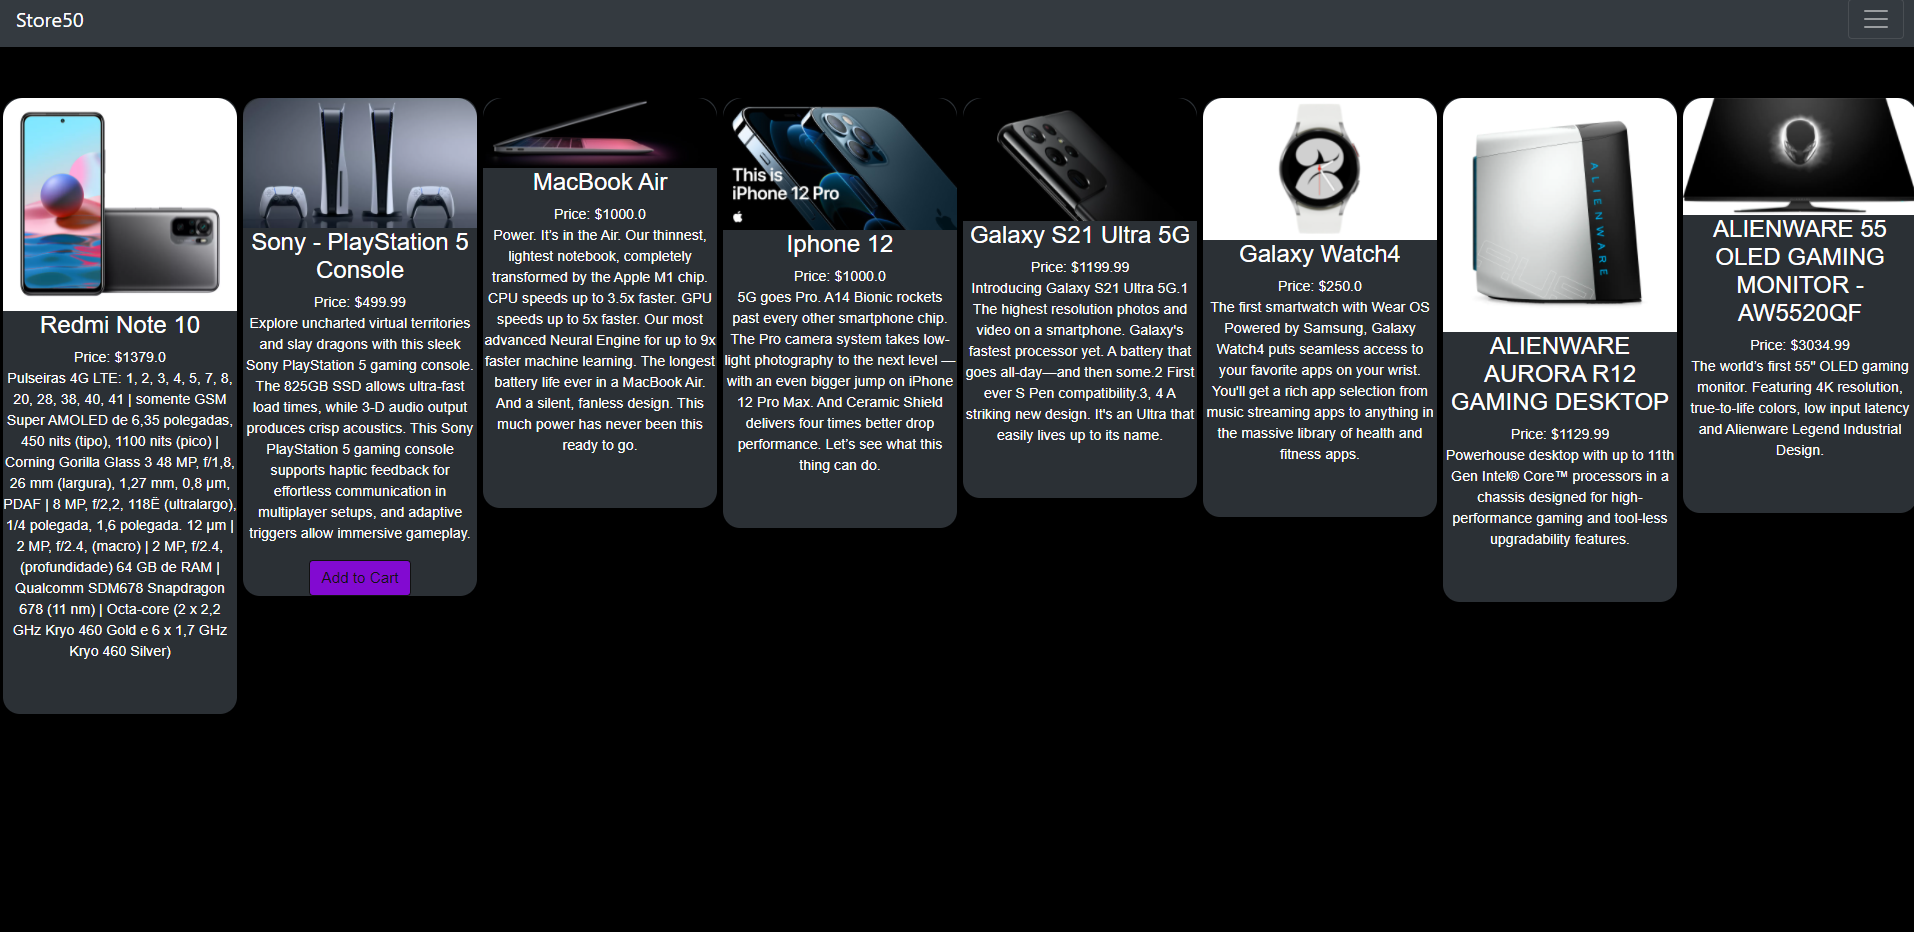 Store50
Redmi Note 10
Price: $1379.0
Pulseiras 4G LTE: 1, 2, 3, 4, 5, 7, 8,
20, 28, 38, 40, 41 | somente GSM
Super AMOLED de 6,35 polegadas,
450 nits (tipo), 1100 nits (pico) |
Corning Gorilla Glass 3 48 MP, f/1,8,
26 mm (largura), 1,27 mm, 0,8 µm,
PDAF | 8 MP, f/2,2, 118Ë (ultralargo),
1/4 polegada, 1,6 polegada. 12 µm |
2 MP, f/2.4, (macro) | 2 MP, f/2.4,
(profundidade) 64 GB de RAM |
Qualcomm SDM678 Snapdragon
678 (11 nm) | Octa-core (2 x 2,2
GHz Kryo 460 Gold e 6 x 1,7 GHz
Kryo 460 Silver)
Sony - PlayStation 5
Console
Price: $499.99
Explore uncharted virtual territories
and slay dragons with this sleek
Sony PlayStation 5 gaming console.
The 825GB SSD allows ultra-fast
load times, while 3-D audio output
produces crisp acoustics. This Sony
PlayStation 5 gaming console
supports haptic feedback for
effortless communication in
multiplayer setups, and adaptive
triggers allow immersive gameplay.
Add to Cart
MacBook Air
Price: $1000.0
Power. It's in the Air. Our thinnest,
lightest notebook, completely
transformed by the Apple M1 chip.
CPU speeds up to 3.5x faster. GPU
speeds up to 5x faster. Our most
advanced Neural Engine for up to 9x
faster machine learning. The longest
battery life ever in a MacBook Air.
And a silent, fanless design. This
much power has never been this
ready to go.
This is
iPhone 12 Pro
Iphone 12
Price: $1000.0
5G goes Pro. A14 Bionic rockets
past every other smartphone chip.
The Pro camera system takes low-
light photography to the next level —
with an even bigger jump on iPhone
12 Pro Max. And Ceramic Shield
delivers four times better drop
performance. Let's see what this
thing can do.
Galaxy S21 Ultra 5G
Price: $1199.99
Introducing Galaxy S21 Ultra 5G.1
The highest resolution photos and
video on a smartphone. Galaxy's
fastest processor yet. A battery that
goes all-day—and then some.2 First
ever S Pen compatibility.3, 4 A
striking new design. It's an Ultra that
easily lives up to its name.
Galaxy Watch4
Price: $250.0
The first smartwatch with Wear OS
Powered by Samsung, Galaxy
Watch4 puts seamless access to
your favorite apps on your wrist.
You'll get a rich app selection from
music streaming apps to anything in
the massive library of health and
fitness apps.
ALIENWARE
ALIENWARE
AURORA R12
GAMING DESKTOP
Price: $1129.99
Powerhouse desktop with up to 11th
Gen Intel® Core™ processors in a
chassis designed for high-
performance gaming and tool-less
upgradability features.
ALIENWARE 55
OLED GAMING
MONITOR -
AW5520QF
Price: $3034.99
The world's first 55" OLED gaming
monitor. Featuring 4K resolution,
true-to-life colors, low input latency
and Alienware Legend Industrial
Design.